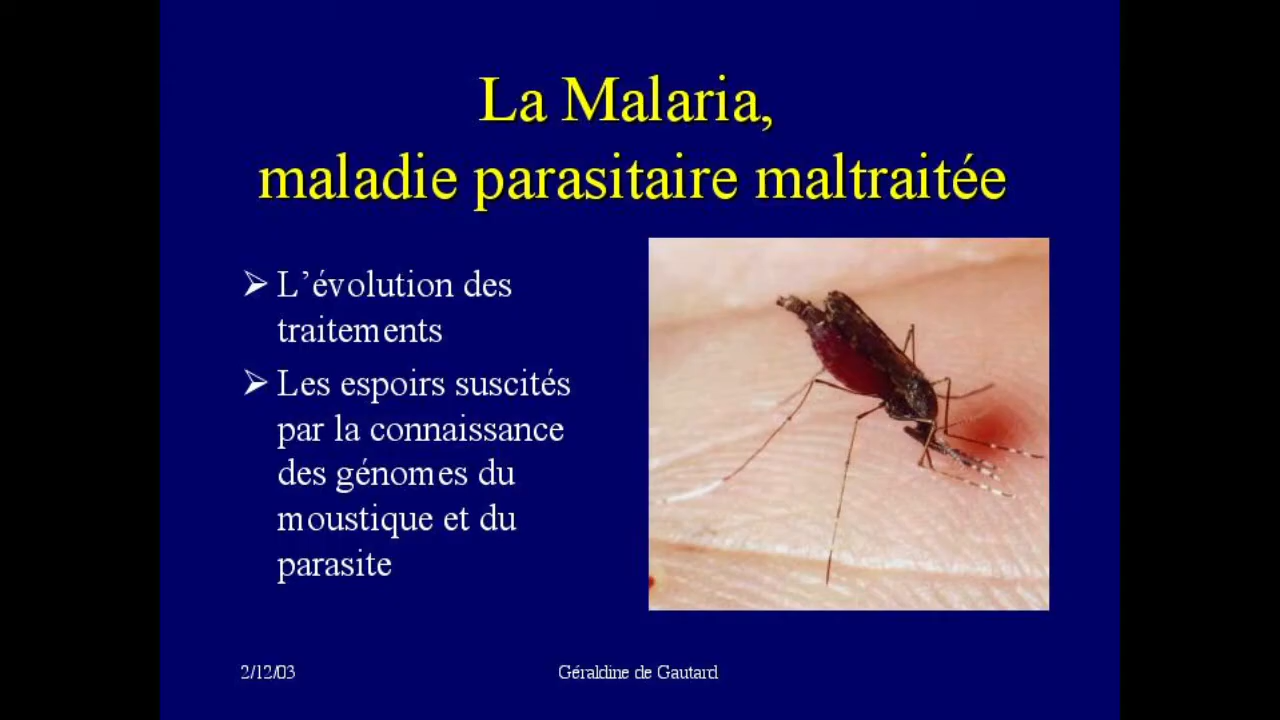 La Malaria,
maladie parasitaire maltraitée
➢ L’évolution des
traitements
➢ Les espoirs suscités
par la connaissance
des génomes du
moustique et du
parasite
2/12/03
Géraldine de Gautard